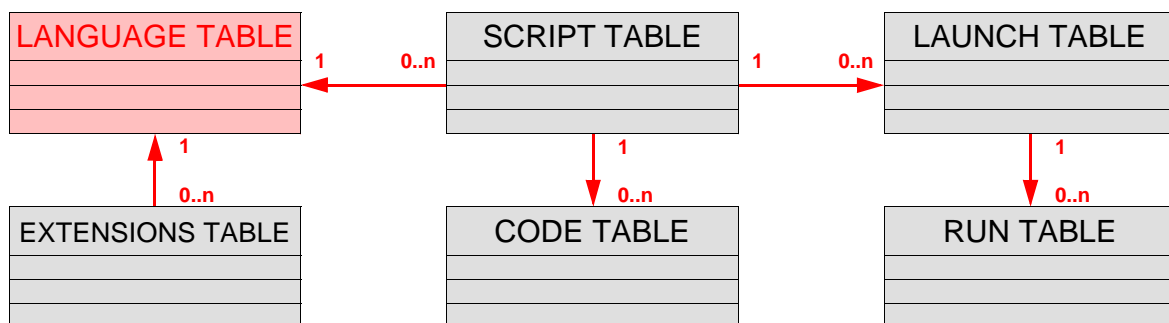 LANGUAGE TABLE
SCRIPT TABLE
LAUNCH TABLE
1
0..n
1
0..n
1
1
1
0..n
0..n
0..n
EXTENSIONS TABLE
CODE TABLE
RUN TABLE